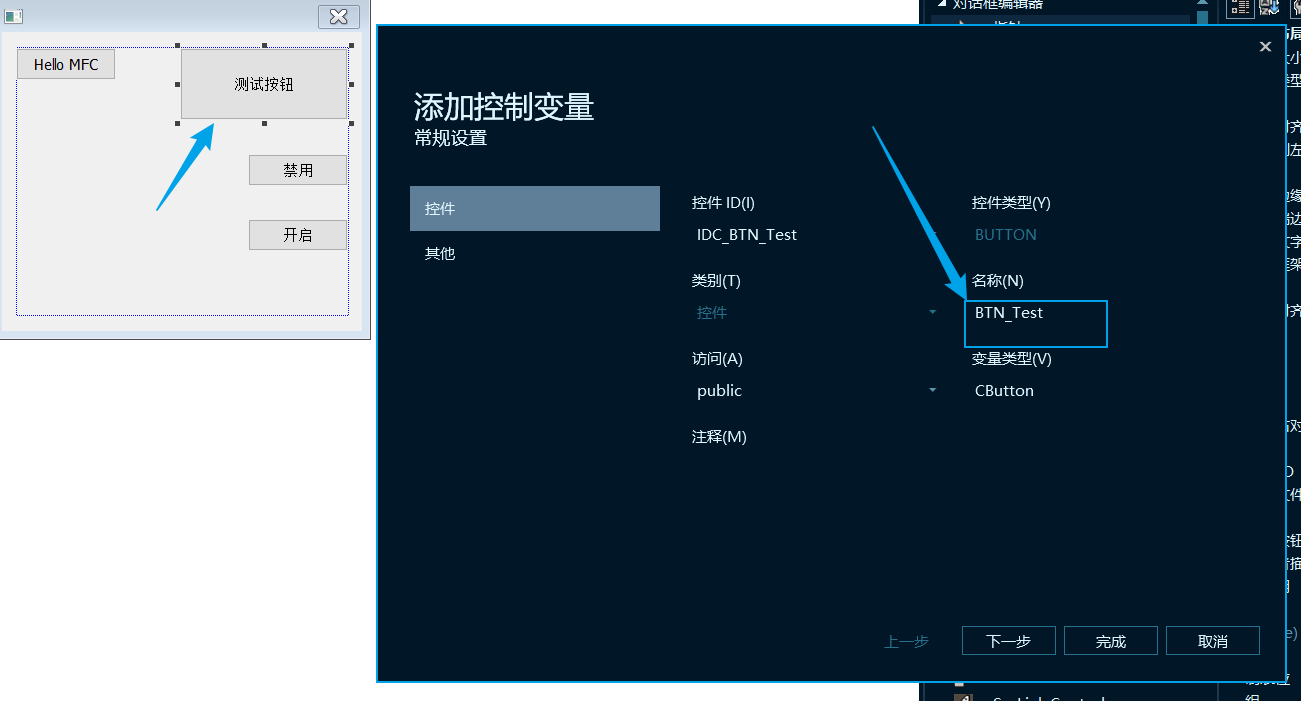 对话框编辑器
Hello MFC
测试按钮
禁用
开启
添加控制变量
常规设置
控件
其他
控件 ID(I)
IDC_BTN_Test
控件类型(Y)
BUTTON
类别(T)
控件
名称(N)
BTN_Test
访问(A)
public
变量类型(V)
CButton
注释(M)
上一步
下一步
完成
取消